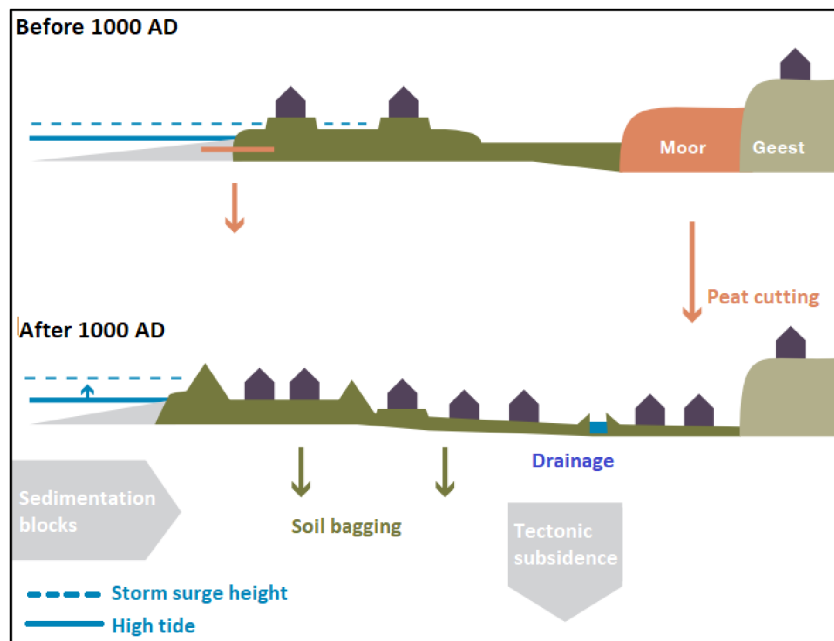 Before 1000 AD
Moor
Geest
Peat cutting
After 1000 AD
Drainage
Sedimentation
blocks
Soil bagging
Tectonic
subsidence
Storm surge height
High tide